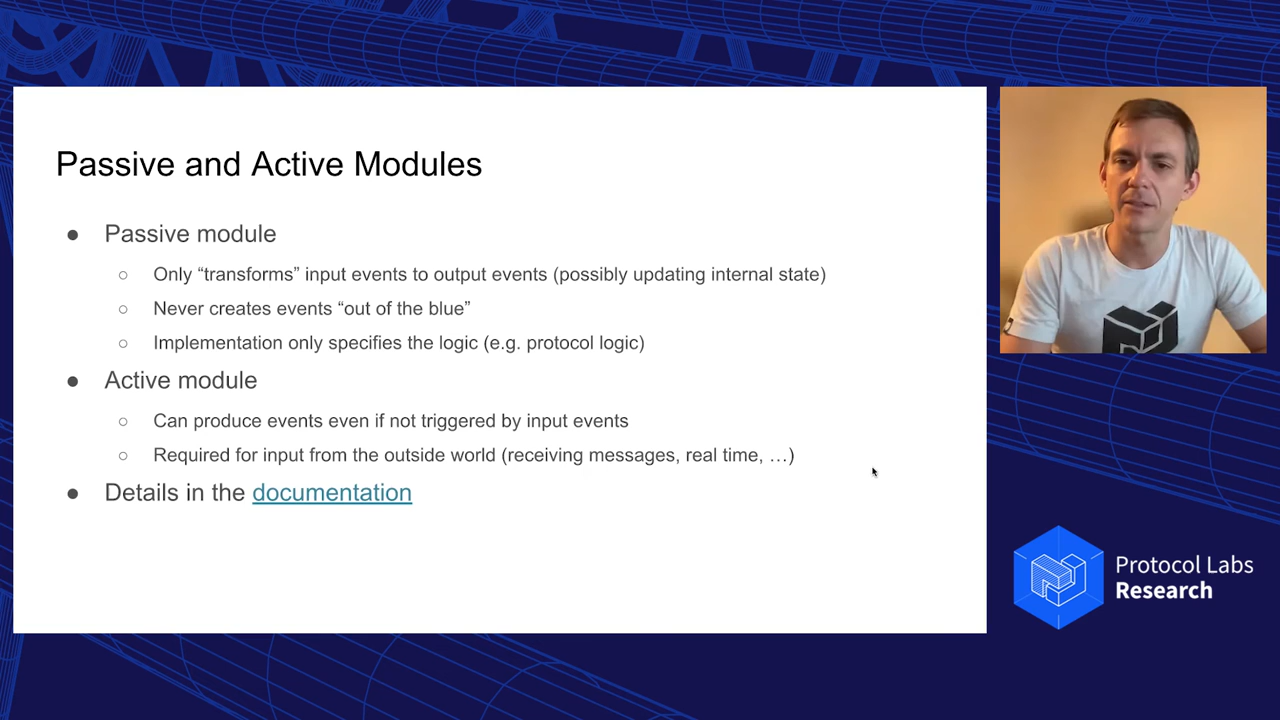 Passive and Active Modules
● Passive module
○ Only “transforms” input events to output events (possibly updating internal state)
○ Never creates events “out of the blue”
○ Implementation only specifies the logic (e.g. protocol logic)
● Active module
○ Can produce events even if not triggered by input events
○ Required for input from the outside world (receiving messages, real time, …)
● Details in the documentation
Protocol Labs
Research